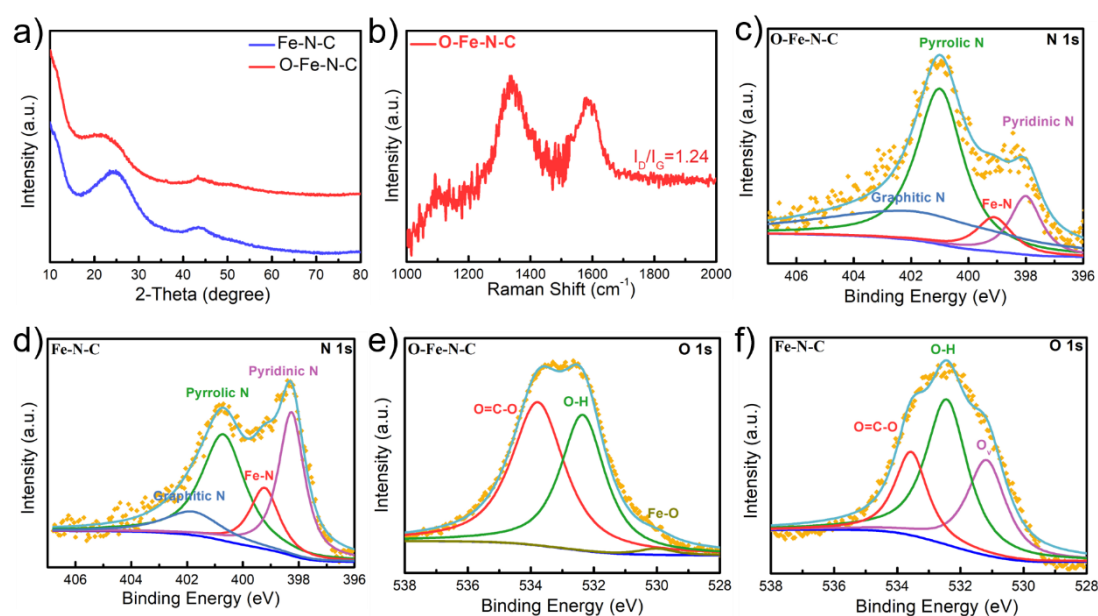 a)
Fe-N-C
O-Fe-N-C
Intensity (a.u.)
10 20 30 40 50 60 70 80
2-Theta (degree)
b)
O-Fe-N-C
I_D/I_G=1.24
Intensity (a.u.)
1000 1200 1400 1600 1800 2000
Raman Shift (cm⁻¹)
c)
O-Fe-N-C
N 1s
Pyrrolic N
Pyridinic N
Graphitic N
Fe-N
Intensity (a.u.)
406 404 402 400 398 396
Binding Energy (eV)
d)
Fe-N-C
N 1s
Pyridinic N
Pyrrolic N
Fe-N
Graphitic N
Intensity (a.u.)
406 404 402 400 398 396
Binding Energy (eV)
e)
O-Fe-N-C
O 1s
O=C-O
O-H
Fe-O
Intensity (a.u.)
538 536 534 532 530 528
Binding Energy (eV)
f)
Fe-N-C
O 1s
O-H
O=C-O
O_v
Intensity (a.u.)
538 536 534 532 530 528
Binding Energy (eV)